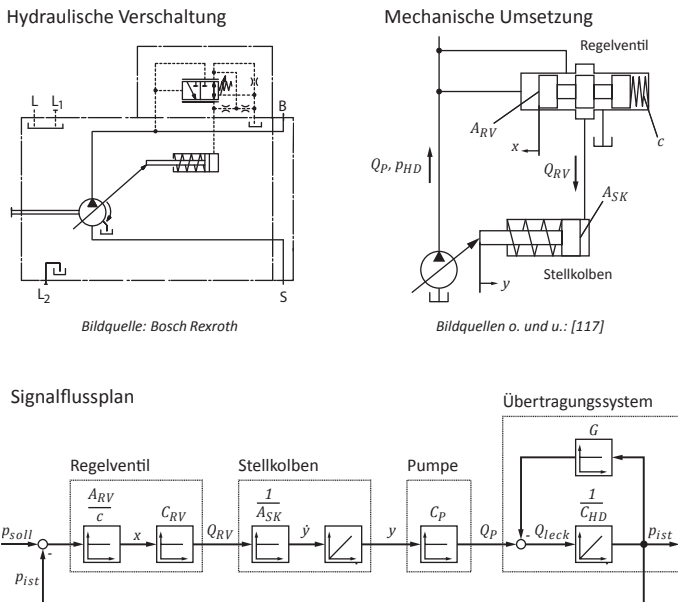 Hydraulische Verschaltung
L L₁
B
L₂
S
Bildquelle: Bosch Rexroth
Mechanische Umsetzung
Regelventil
A_RV
x
c
Q_P, p_HD
Q_RV
A_SK
Stellkolben
y
Bildquellen o. und u.: [117]
Signalflussplan
Übertragungssystem
Regelventil
Stellkolben
Pumpe
G
A_RV/c
C_RV
1/A_SK
C_P
1/C_HD
p_soll
x
Q_RV
ẏ
y
Q_P
Q_leck
p_ist
-
-
p_ist